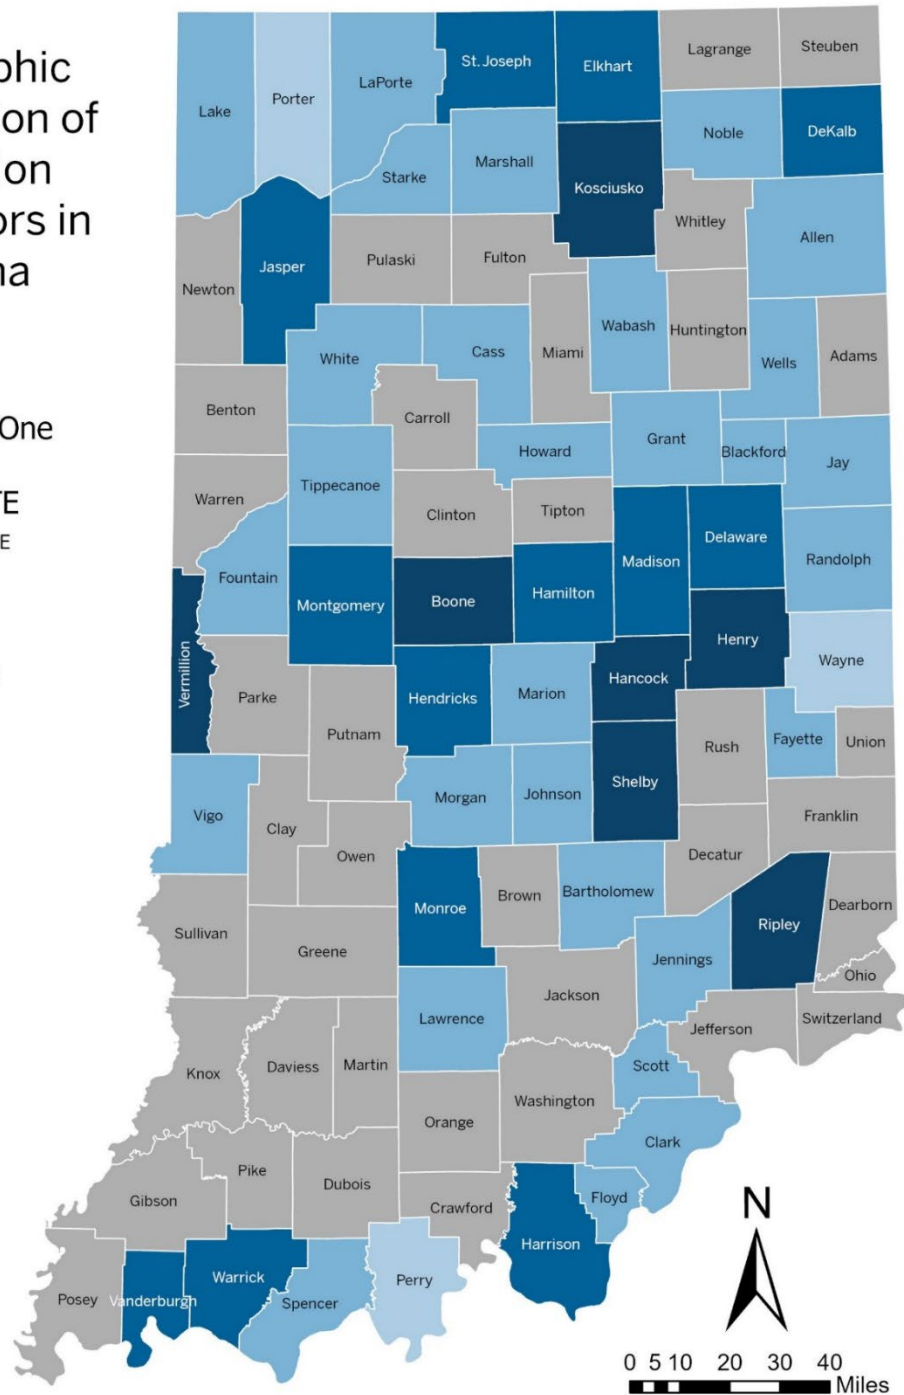 phic
on of
ion
ors in
na
One
TE
E
St. Joseph
Elkhart
Lagrange
Steuben
Lake
Porter
LaPorte
Noble
DeKalb
Starke
Marshall
Kosciusko
Whitley
Allen
Newton
Jasper
Pulaski
Fulton
White
Cass
Miami
Wabash
Huntington
Wells
Adams
Benton
Carroll
Howard
Grant
Blackford
Jay
Warren
Tippecanoe
Clinton
Tipton
Madison
Delaware
Randolph
Fountain
Montgomery
Boone
Hamilton
Henry
Wayne
Vermillion
Parke
Putnam
Hendricks
Marion
Hancock
Rush
Fayette
Union
Vigo
Clay
Owen
Morgan
Johnson
Shelby
Franklin
Decatur
Sullivan
Greene
Monroe
Brown
Bartholomew
Jennings
Ripley
Dearborn
Ohio
Switzerland
Jefferson
Jackson
Lawrence
Knox
Daviess
Martin
Orange
Washington
Scott
Clark
Floyd
Harrison
Crawford
Dubois
Pike
Gibson
Posey
Vanderburgh
Warrick
Spencer
Perry
N
0 5 10 20 30 40
Miles